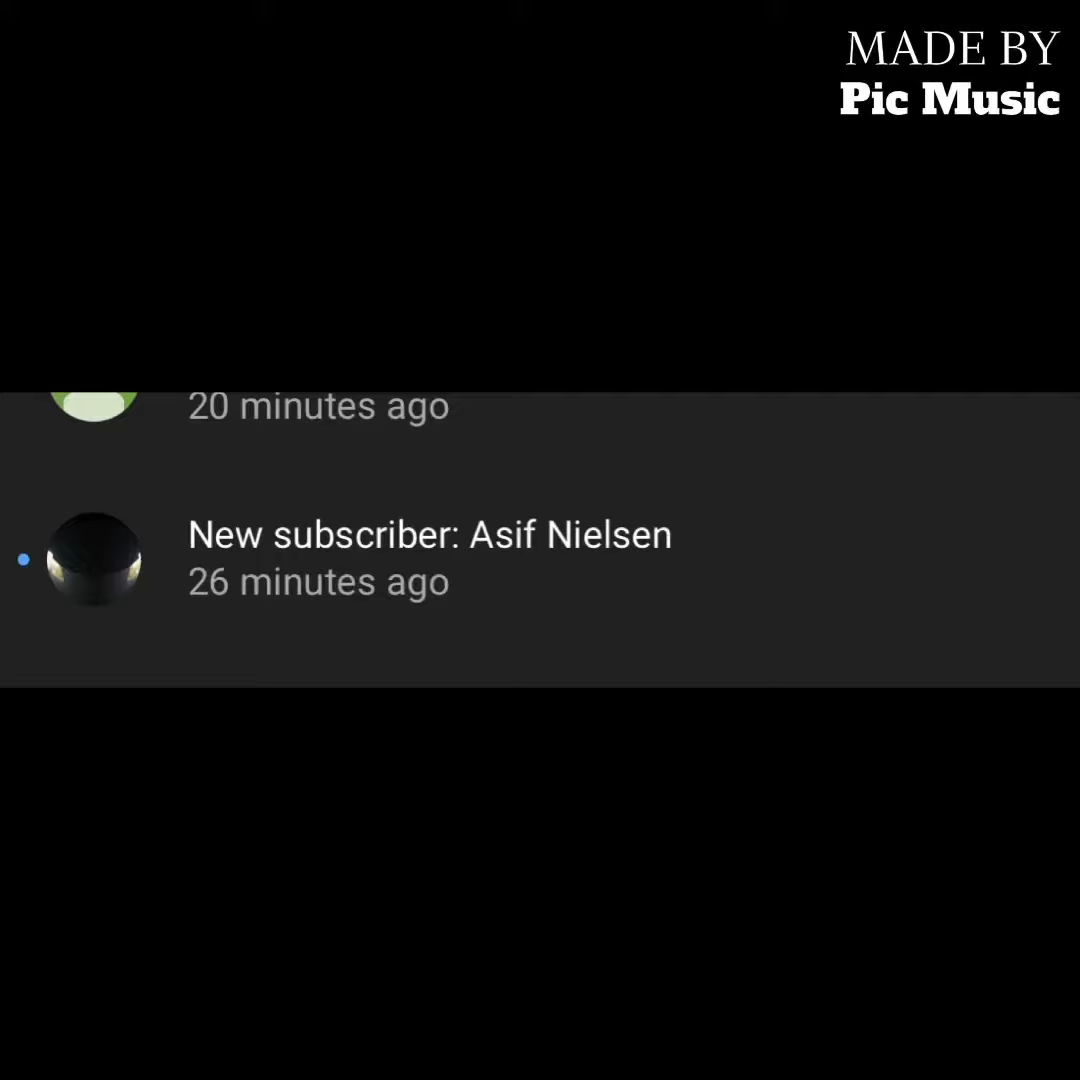 MADE BY
Pic Music
20 minutes ago
New subscriber: Asif Nielsen
26 minutes ago